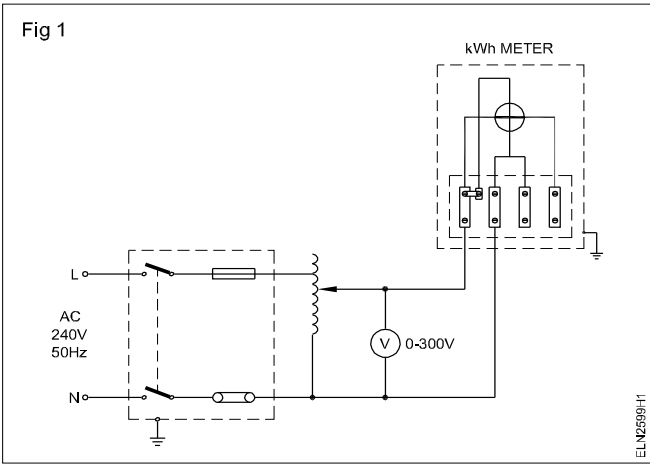 Fig 1
kWh METER
L
AC
240V
50Hz
N
V
0-300V
ELN2599H1